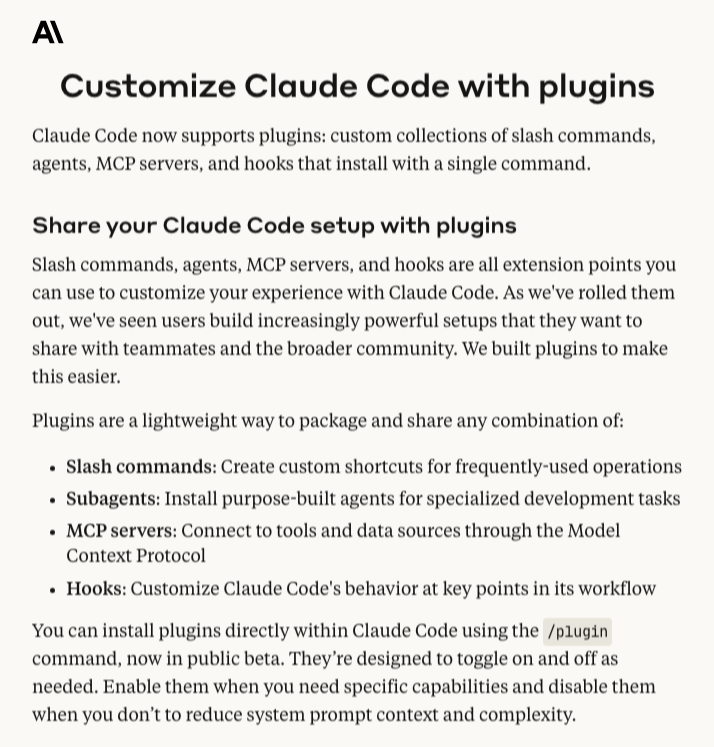 A\
Customize Claude Code with plugins
Claude Code now supports plugins: custom collections of slash commands,
agents, MCP servers, and hooks that install with a single command.
Share your Claude Code setup with plugins
Slash commands, agents, MCP servers, and hooks are all extension points you
can use to customize your experience with Claude Code. As we've rolled them
out, we've seen users build increasingly powerful setups that they want to
share with teammates and the broader community. We built plugins to make
this easier.
Plugins are a lightweight way to package and share any combination of:
• Slash commands: Create custom shortcuts for frequently-used operations
• Subagents: Install purpose-built agents for specialized development tasks
• MCP servers: Connect to tools and data sources through the Model
Context Protocol
• Hooks: Customize Claude Code's behavior at key points in its workflow
You can install plugins directly within Claude Code using the /plugin
command, now in public beta. They’re designed to toggle on and off as
needed. Enable them when you need specific capabilities and disable them
when you don’t to reduce system prompt context and complexity.